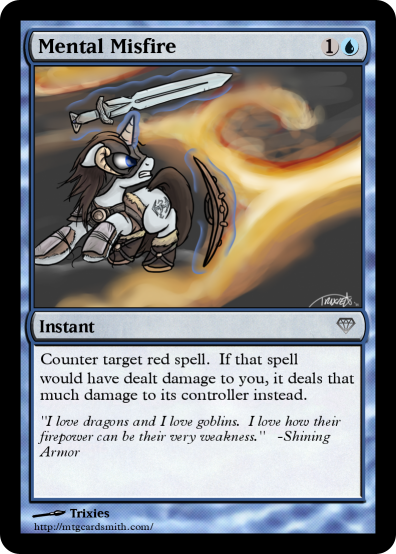 Mental Misfire 1
Instant
Counter target red spell. If that spell
would have dealt damage to you, it deals that
much damage to its controller instead.
"I love dragons and I love goblins. I love how their
firepower can be their very weakness." -Shining
Armor
Trixies
http://mtgcardsmith.com/